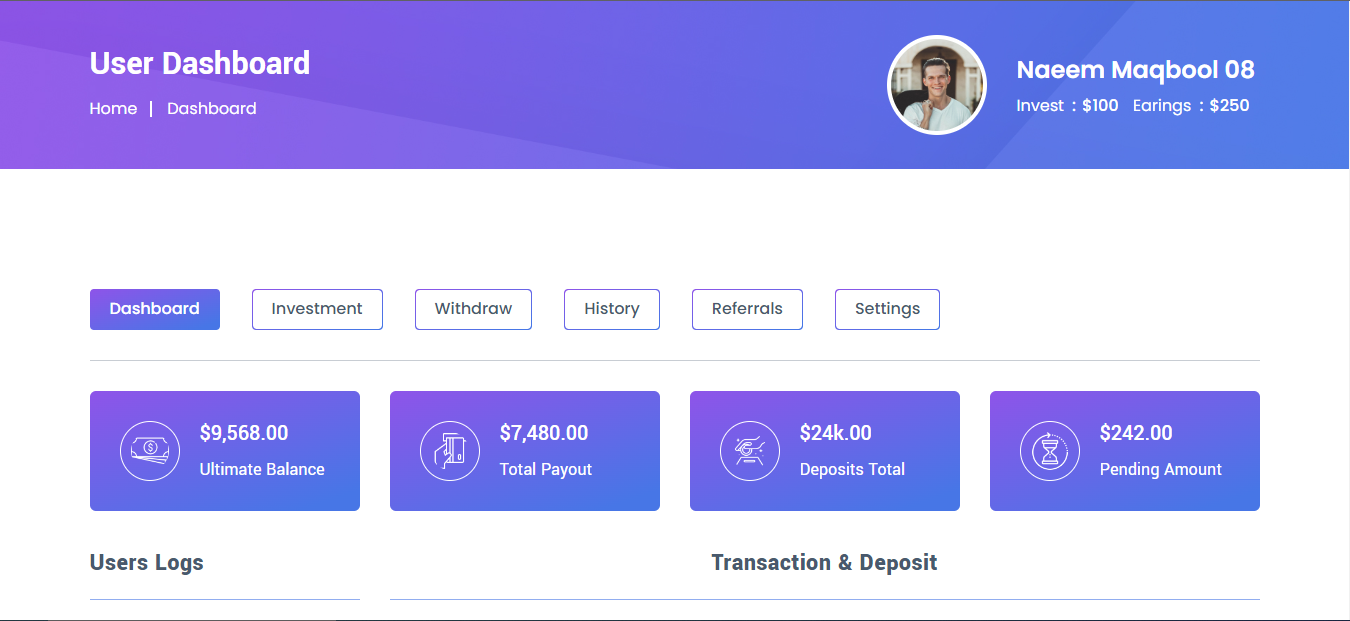 User Dashboard
Home | Dashboard
Naeem Maqbool 08
Invest : $100 Earings : $250
Dashboard
Investment
Withdraw
History
Referrals
Settings
$9,568.00
Ultimate Balance
$7,480.00
Total Payout
$24k.00
Deposits Total
$242.00
Pending Amount
Users Logs
Transaction & Deposit